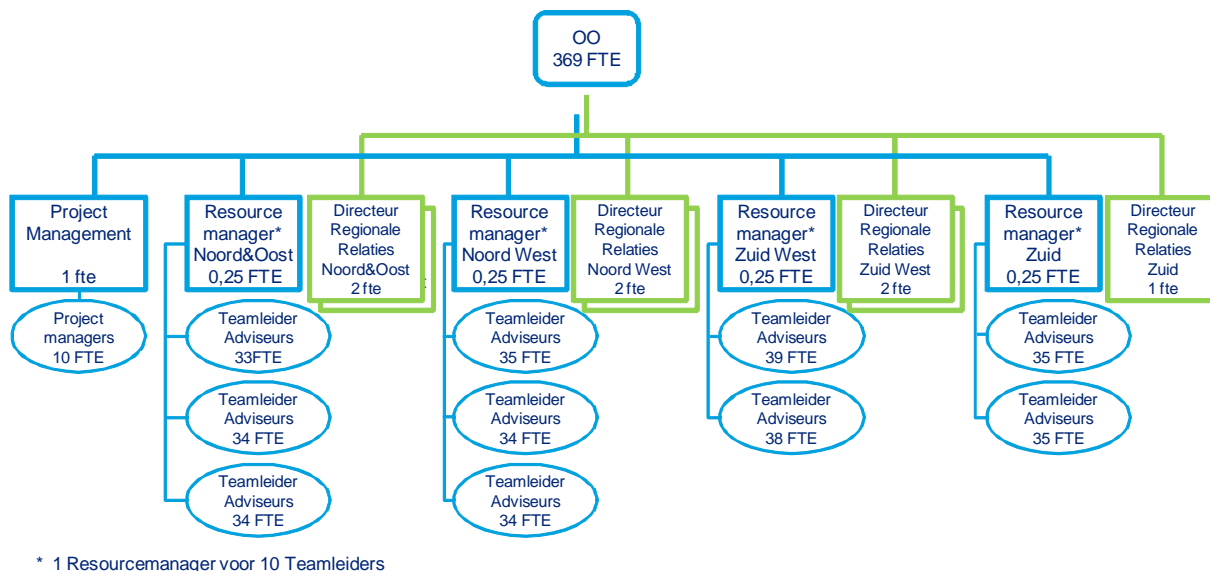 OO
369 FTE
Project
Management
1 fte
Project
managers
10 FTE
Resource
manager*
Noord&Oost
0,25 FTE
Teamleider
Adviseurs
33FTE
Teamleider
Adviseurs
34 FTE
Teamleider
Adviseurs
34 FTE
Directeur
Regionale
Relaties
Noord&Oost
2 fte
Resource
manager*
Noord West
0,25 FTE
Teamleider
Adviseurs
35 FTE
Teamleider
Adviseurs
34 FTE
Teamleider
Adviseurs
34 FTE
Directeur
Regionale
Relaties
Noord West
2 fte
Resource
manager*
Zuid West
0,25 FTE
Teamleider
Adviseurs
39 FTE
Teamleider
Adviseurs
38 FTE
Directeur
Regionale
Relaties
Zuid West
2 fte
Resource
manager*
Zuid
0,25 FTE
Teamleider
Adviseurs
35 FTE
Teamleider
Adviseurs
35 FTE
Directeur
Regionale
Relaties
Zuid
1 fte
* 1 Resourcemanager voor 10 Teamleiders